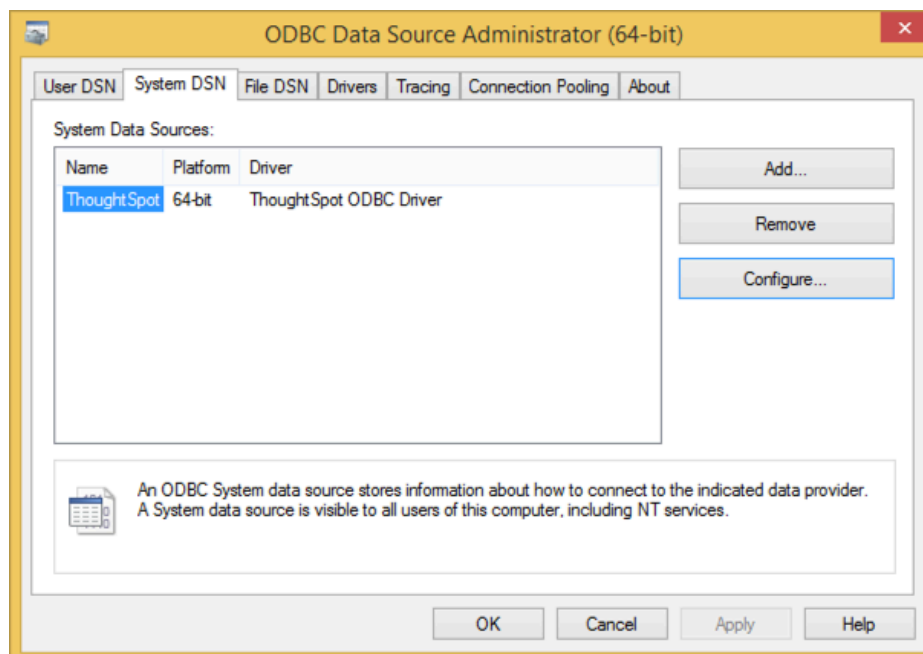 ODBC Data Source Administrator (64-bit)
User DSN System DSN File DSN Drivers Tracing Connection Pooling About
System Data Sources:
Name Platform Driver
ThoughtSpot 64-bit ThoughtSpot ODBC Driver
Add...
Remove
Configure...
An ODBC System data source stores information about how to connect to the indicated data provider.
A System data source is visible to all users of this computer, including NT services.
OK Cancel Apply Help